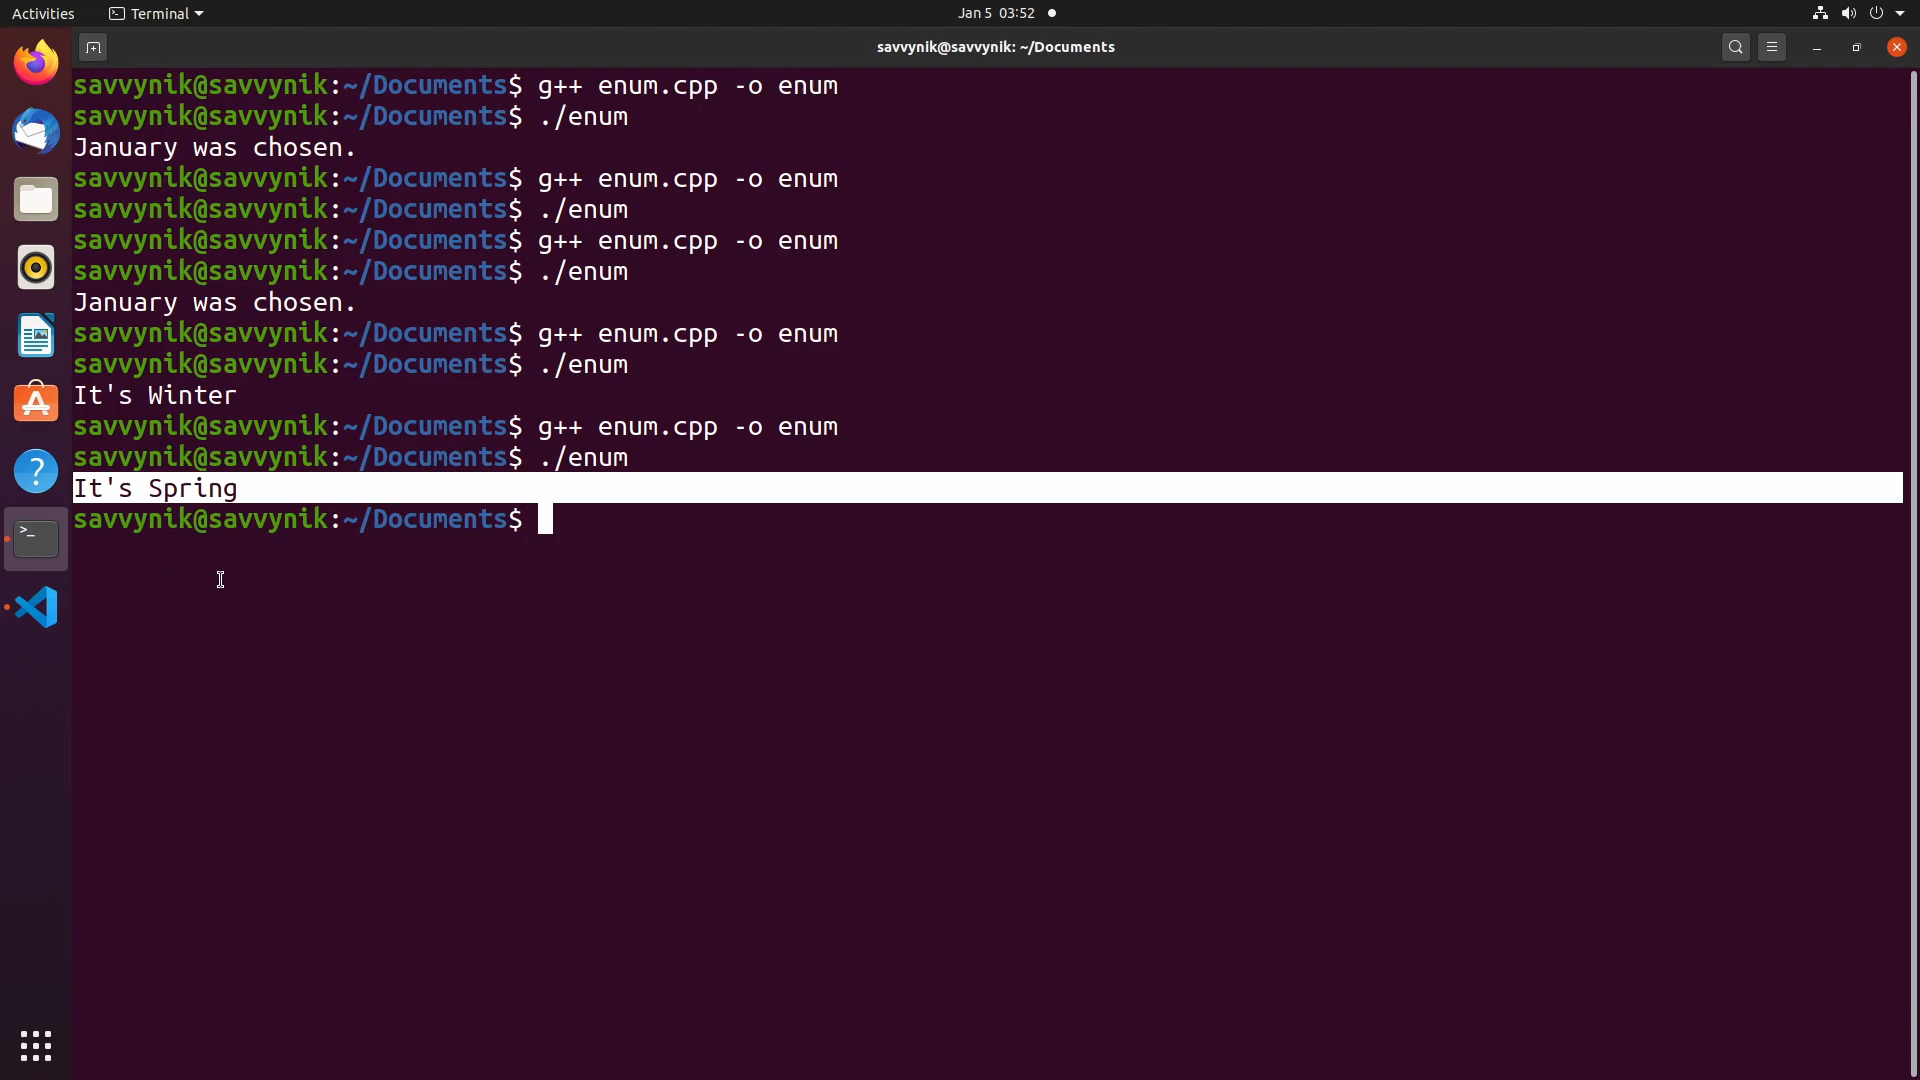 Activities
Terminal
Jan 5 03:52
savvynik@savvynik: ~/Documents
savvynik@savvynik:~/Documents$ g++ enum.cpp -o enum
savvynik@savvynik:~/Documents$ ./enum
January was chosen.
savvynik@savvynik:~/Documents$ g++ enum.cpp -o enum
savvynik@savvynik:~/Documents$ ./enum
savvynik@savvynik:~/Documents$ g++ enum.cpp -o enum
savvynik@savvynik:~/Documents$ ./enum
January was chosen.
savvynik@savvynik:~/Documents$ g++ enum.cpp -o enum
savvynik@savvynik:~/Documents$ ./enum
It's Winter
savvynik@savvynik:~/Documents$ g++ enum.cpp -o enum
savvynik@savvynik:~/Documents$ ./enum
It's Spring
savvynik@savvynik:~/Documents$